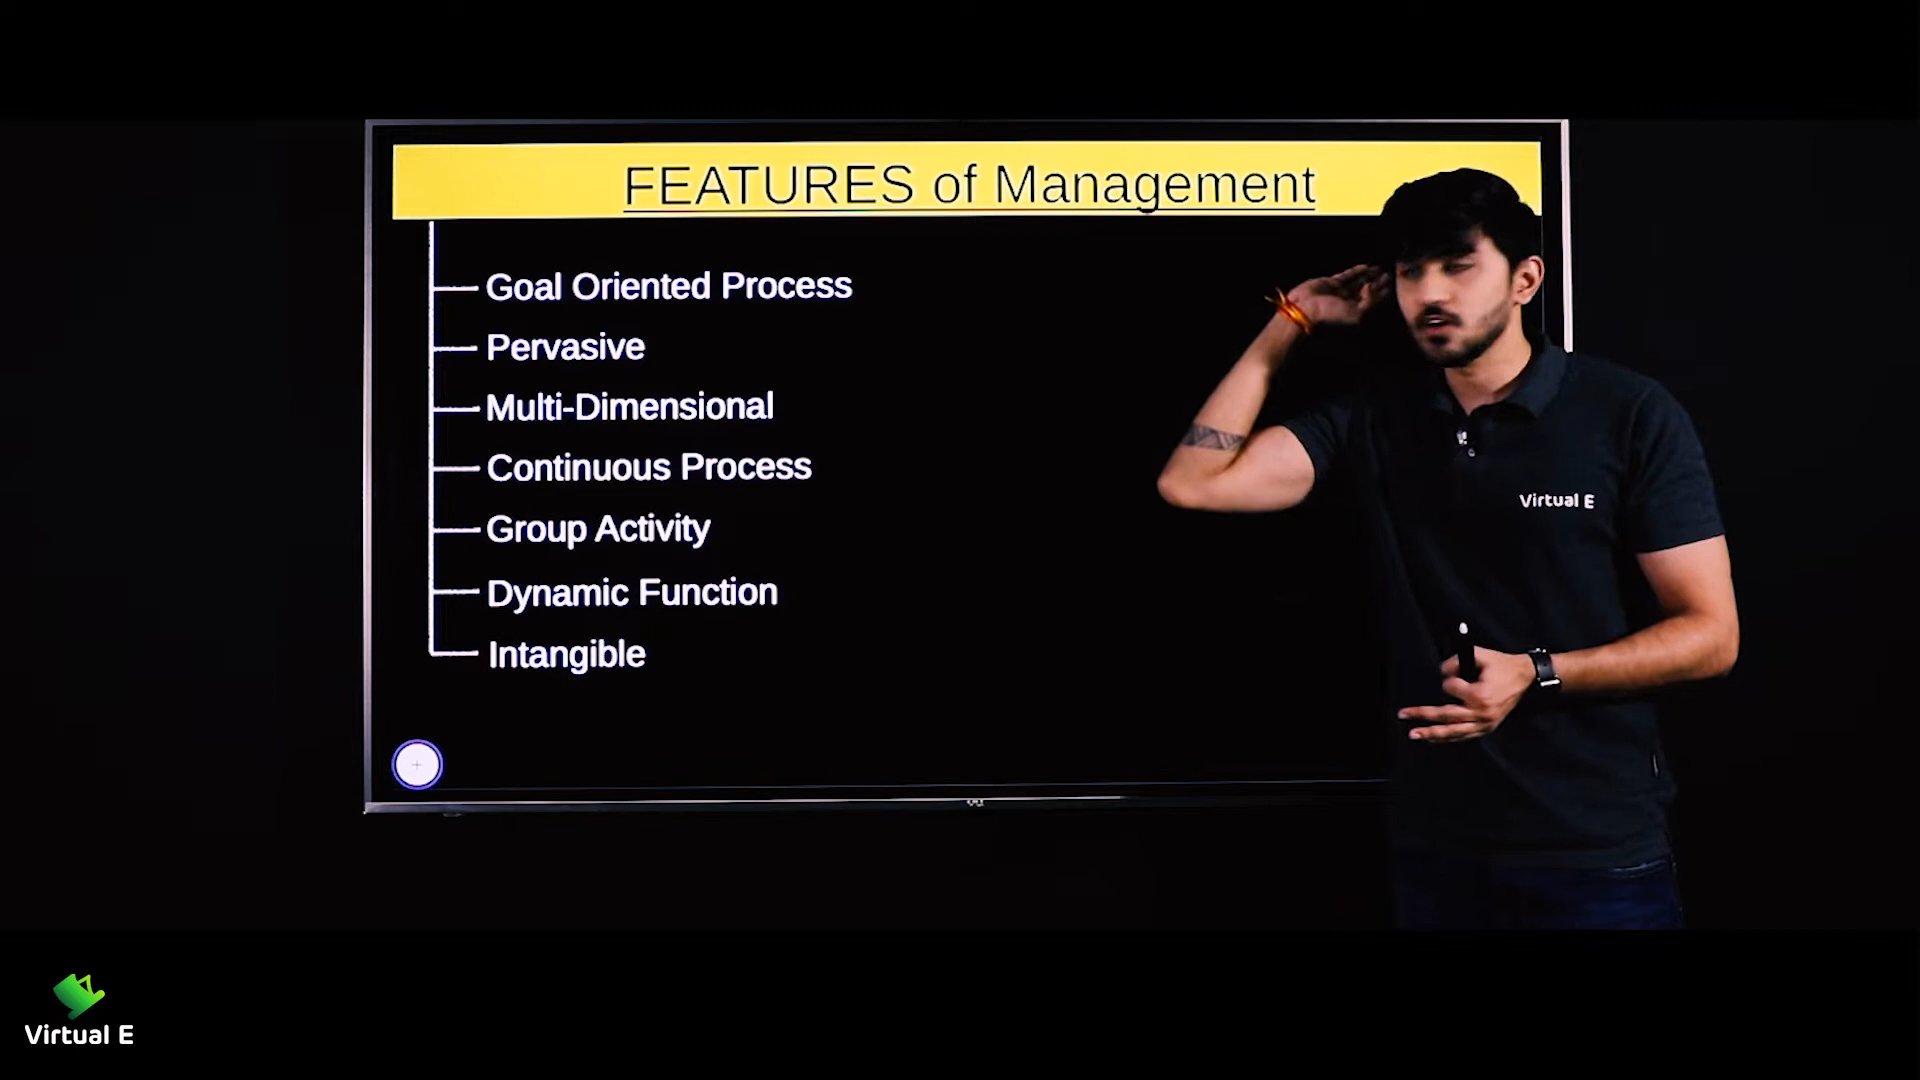 FEATURES of Management
Goal Oriented Process
Pervasive
Multi-Dimensional
Continuous Process
Group Activity
Dynamic Function
Intangible
Virtual E
Virtual E